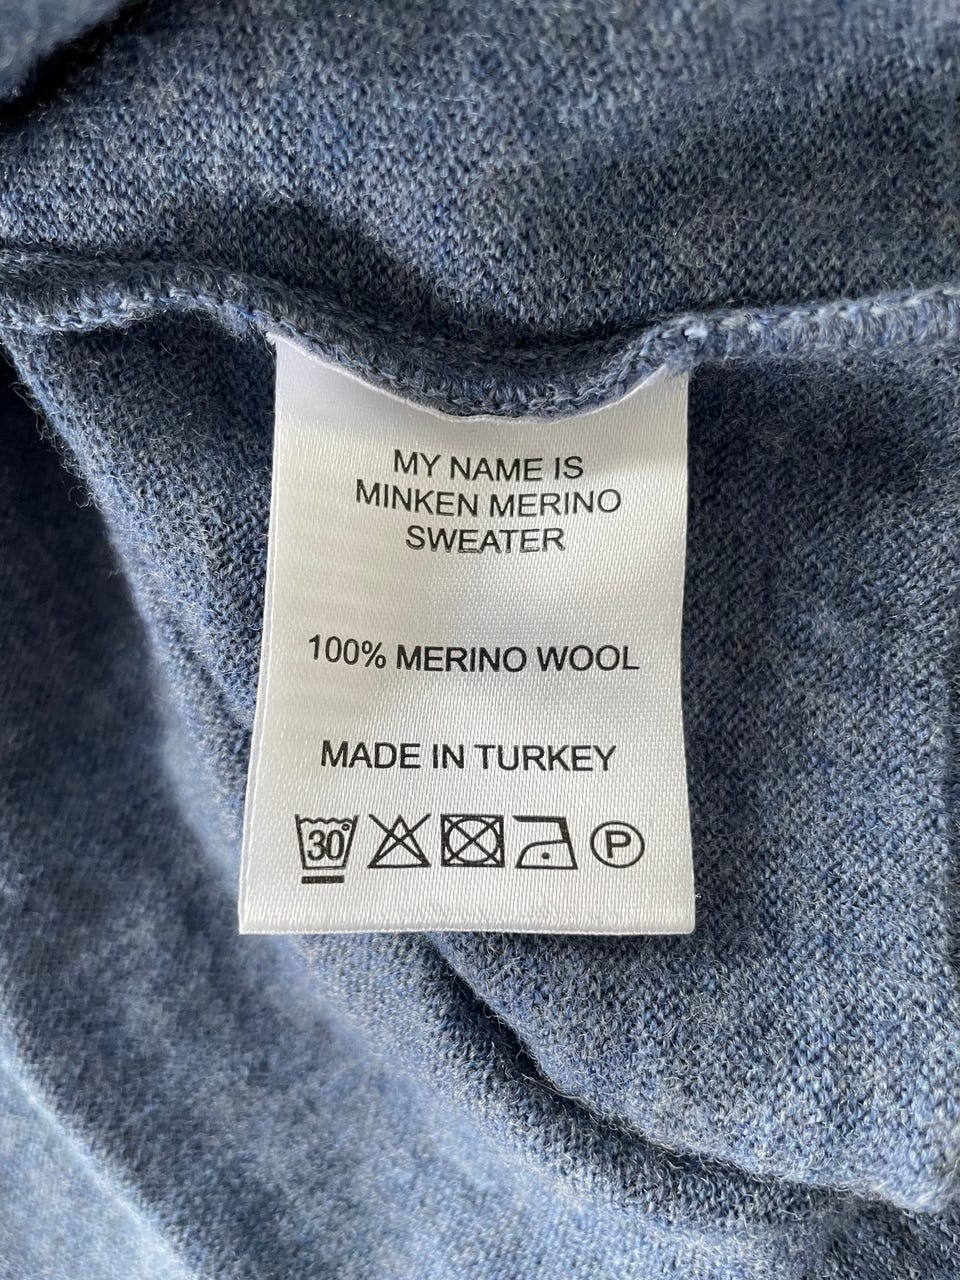 MY NAME IS
MINKEN MERINO
SWEATER
100% MERINO WOOL
MADE IN TURKEY
30° P